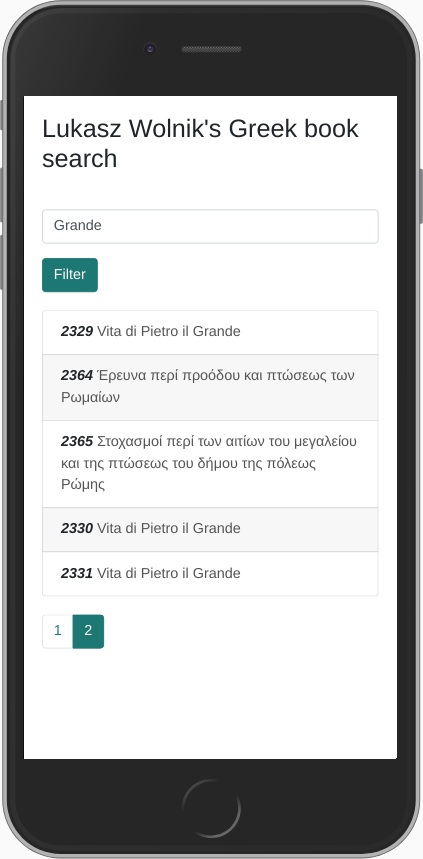 Lukasz Wolnik's Greek book
search
Grande
Filter
2329 Vita di Pietro il Grande
2364 Έρευνα περί προόδου και πτώσεως των
Ρωμαίων
2365 Στοχασμοί περί των αιτίων του μεγαλείου
και της πτώσεως του δήμου της πόλεως
Ρώμης
2330 Vita di Pietro il Grande
2331 Vita di Pietro il Grande
1 2